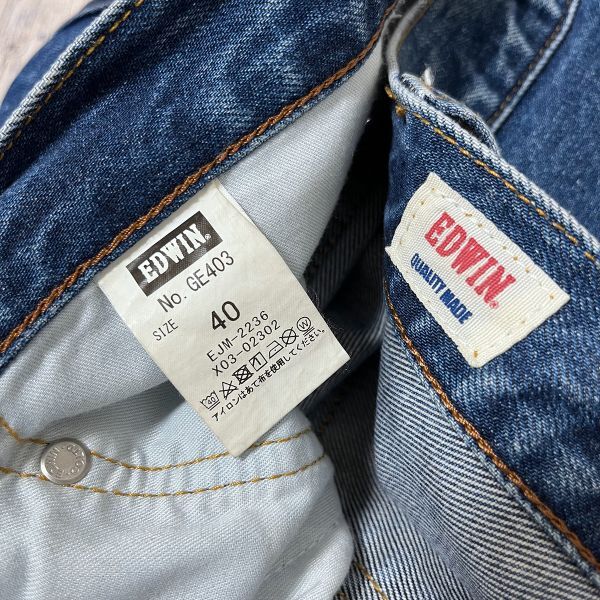 EDWIN®
No. GE403
SIZE 40
EJM-2236
X03-02302
アイロンはあて布を使用してください。
EDWIN®
QUALITY MADE